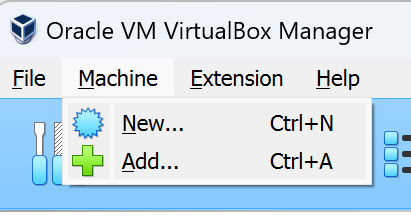 Oracle VM VirtualBox Manager
File Machine Extension Help
New... Ctrl+N
Add... Ctrl+A